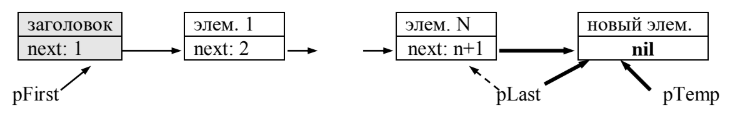 заголовок элем. 1 элем. N новый элем.
next: 1 next: 2 next: n+1 nil
pFirst pLast pTemp